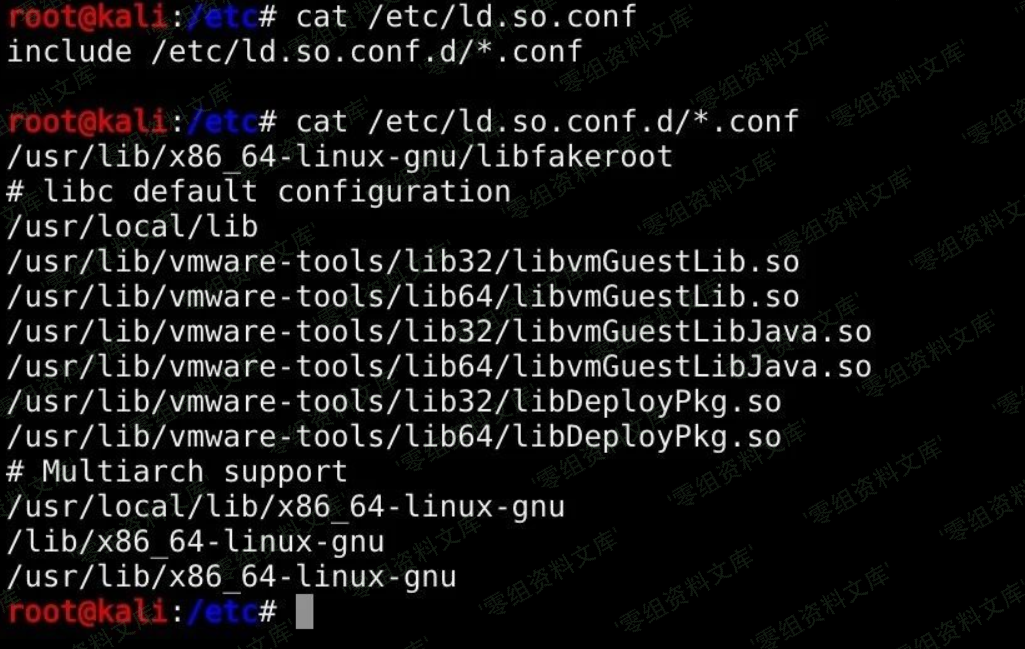 root@kali:/etc# cat /etc/ld.so.conf
include /etc/ld.so.conf.d/*.conf
root@kali:/etc# cat /etc/ld.so.conf.d/*.conf
/usr/lib/x86_64-linux-gnu/libfakeroot
# libc default configuration
/usr/local/lib
/usr/lib/vmware-tools/lib32/libvmGuestLib.so
/usr/lib/vmware-tools/lib64/libvmGuestLib.so
/usr/lib/vmware-tools/lib32/libvmGuestLibJava.so
/usr/lib/vmware-tools/lib64/libvmGuestLibJava.so
/usr/lib/vmware-tools/lib32/libDeployPkg.so
/usr/lib/vmware-tools/lib64/libDeployPkg.so
# Multiarch support
/usr/local/lib/x86_64-linux-gnu
/lib/x86_64-linux-gnu
/usr/lib/x86_64-linux-gnu
root@kali:/etc#
'零组资料文库'